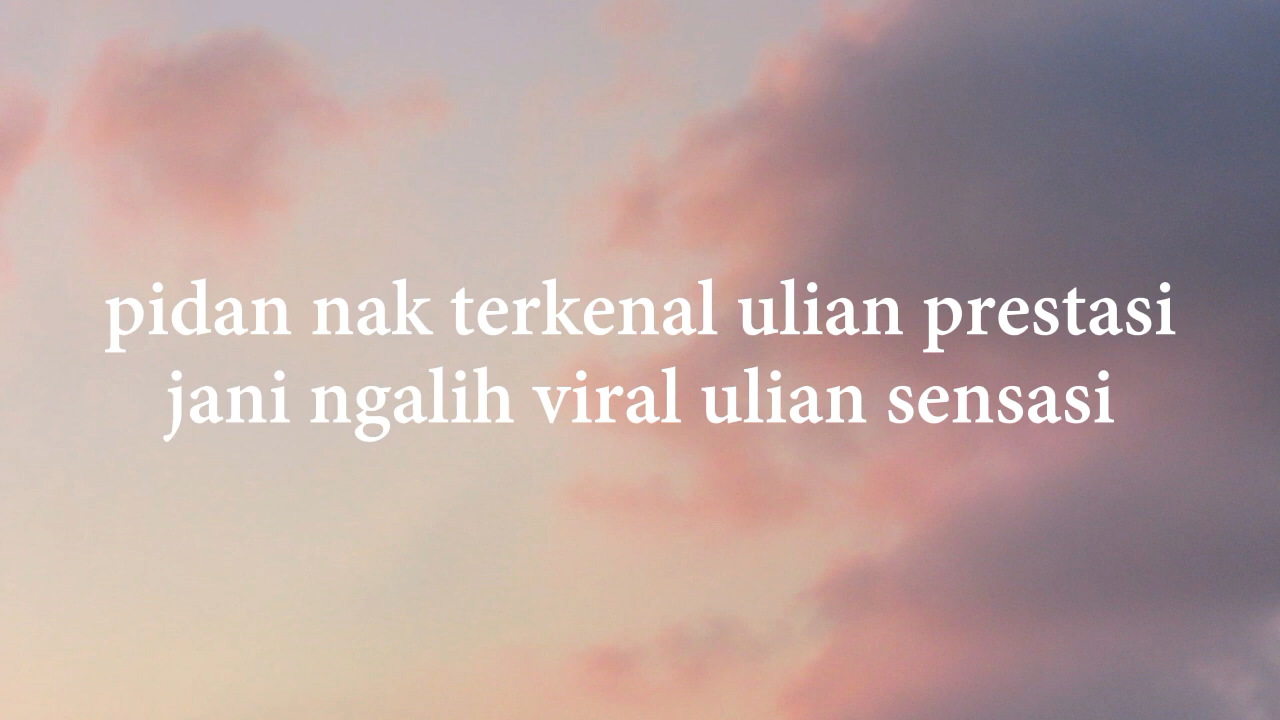 pidan nak terkenal ulian prestasi
jani ngalih viral ulian sensasi